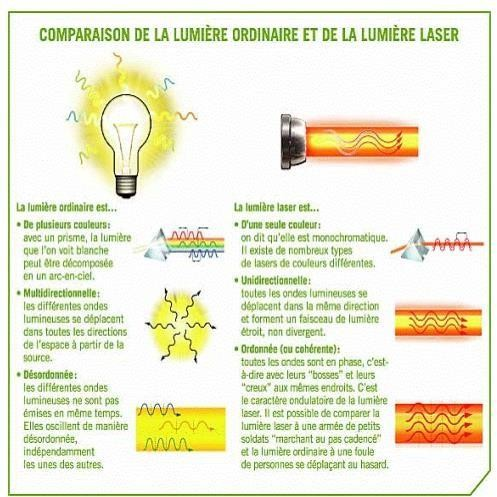 COMPARAISON DE LA LUMIÈRE ORDINAIRE ET DE LA LUMIÈRE LASER
La lumière ordinaire est...
• De plusieurs couleurs:
avec un prisme, la lumière
que l'on voit blanche
peut être décomposée
en un arc-en-ciel.
• Multidirectionnelle:
les différentes ondes
lumineuses se déplacent
dans toutes les directions
de l'espace à partir de la
source.
• Désordonnée:
les différentes ondes
lumineuses ne sont pas
émises en même temps.
Elles oscillent de manière
désordonnée,
indépendamment
les unes des autres.
La lumière laser est...
• D'une seule couleur:
on dit qu'elle est monochromatique.
Il existe de nombreux types
de lasers de couleurs différentes.
• Unidirectionnelle:
toutes les ondes lumineuses se
déplacent dans la même direction
et forment un faisceau de lumière
étroit, non divergent.
• Ordonnée (ou cohérente):
toutes les ondes sont en phase, c'est-
à-dire avec leurs "bosses" et leurs
"creux" aux mêmes endroits. C'est
le caractère ondulatoire de la lumière
laser. Il est possible de comparer la
lumière laser à une armée de petits
soldats "marchant au pas cadencé"
et la lumière ordinaire à une foule
de personnes se déplaçant au hasard.